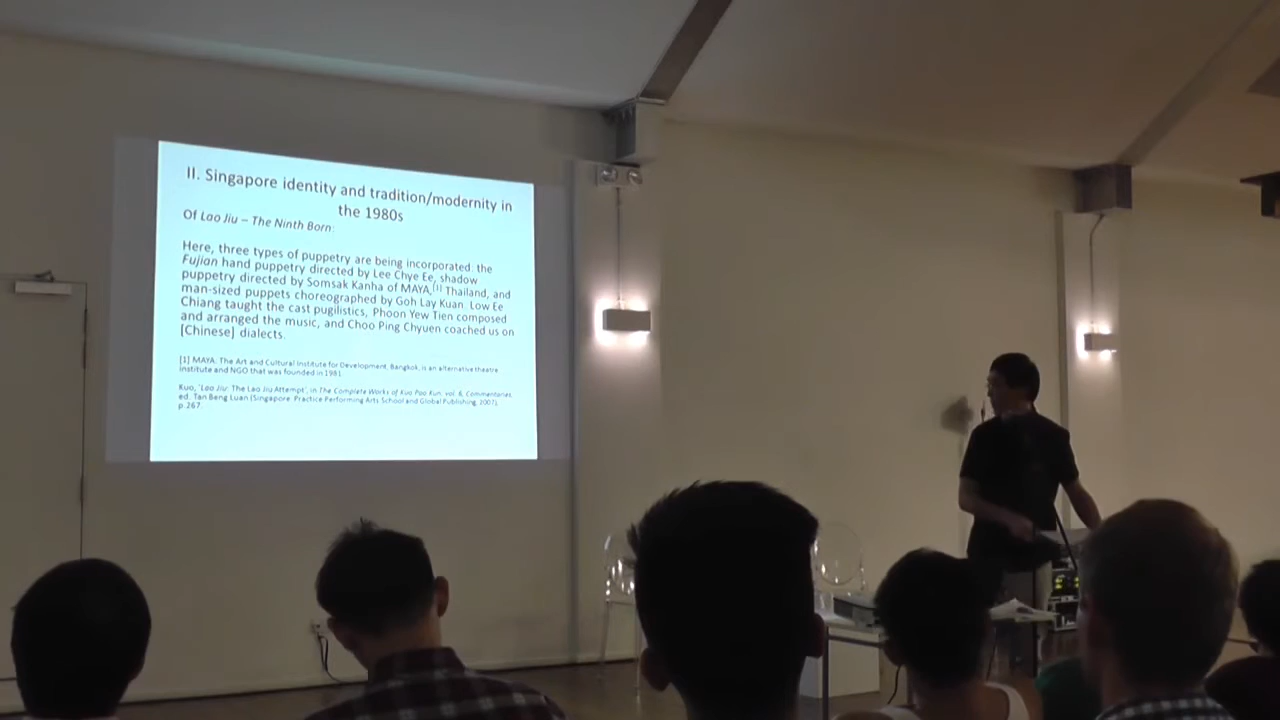 II. Singapore identity and tradition/modernity in
the 1980s
Of Lao Jiu – The Ninth Born:
Here, three types of puppetry are being incorporated: the
Fujian hand puppetry directed by Lee Chye Ee, shadow
puppetry directed by Somsak Kanha of MAYA,[1] Thailand, and
man-sized puppets choreographed by Goh Lay Kuan. Low Ee
Chiang taught the cast pugilistics, Phoon Yew Tien composed
and arranged the music, and Choo Ping Chyuen coached us on
[Chinese] dialects.
[1] MAYA: The Art and Cultural Institute for Development, Bangkok, is an alternative theatre
institute and NGO that was founded in 1981.
Kuo, 'Lao Jiu: The Lao Jiu Attempt', in The Complete Works of Kuo Pao Kun, vol. 6, Commentaries,
ed. Tan Beng Luan (Singapore: Practice Performing Arts School and Global Publishing, 2007),
p.267.